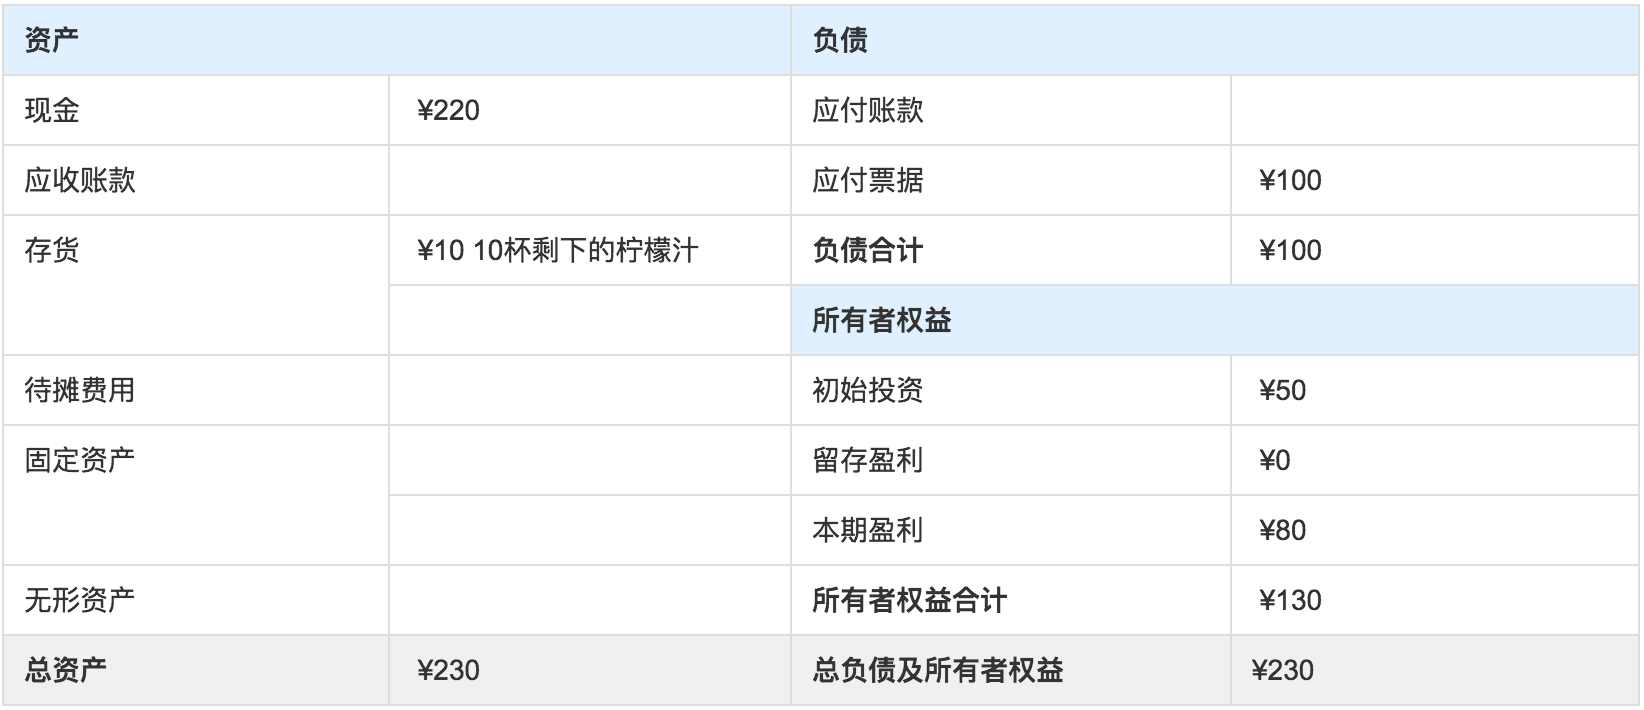 资产 负债
现金 ¥220 应付账款
应收账款 应付票据 ¥100
存货 ¥10 10杯剩下的柠檬汁 负债合计 ¥100
所有者权益
待摊费用 初始投资 ¥50
固定资产 留存盈利 ¥0
本期盈利 ¥80
无形资产 所有者权益合计 ¥130
总资产 ¥230 总负债及所有者权益 ¥230